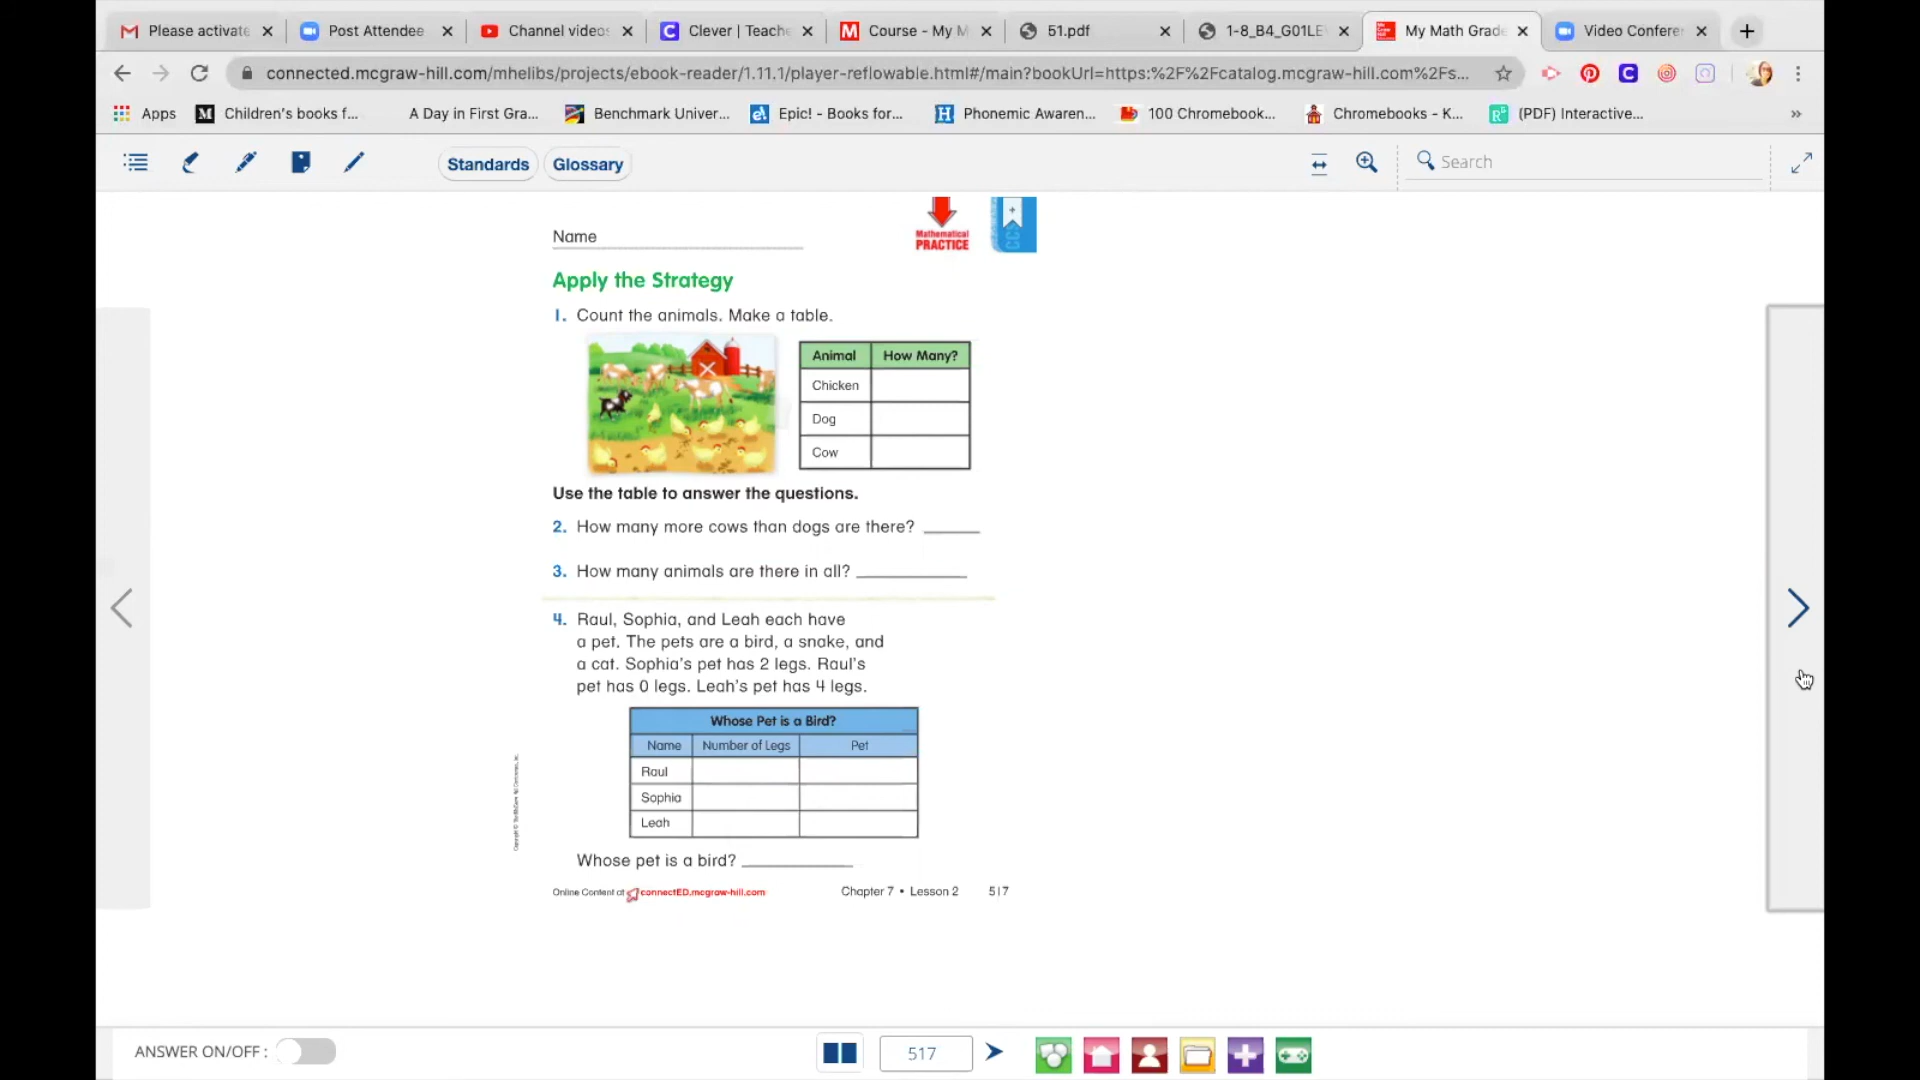 Please activate
Post Attendee
Channel videos
Clever | Teache
Course - My M
51.pdf
1-8_B4_G01LE
My Math Grade
Video Conferen
connected.mcgraw-hill.com/mhelibs/projects/ebook-reader/1.11.1/player-reflowable.html#/main?bookUrl=https:%2F%2Fcatalog.mcgraw-hill.com%2Fs...
Apps
Children's books f...
A Day in First Gra...
Benchmark Univer...
Epic! - Books for...
Phonemic Awaren...
100 Chromebook...
Chromebooks - K...
(PDF) Interactive...
Standards
Glossary
Search
Name
Mathematical
PRACTICE
CCSS
Apply the Strategy
1. Count the animals. Make a table.
Animal How Many?
Chicken
Dog
Cow
Use the table to answer the questions.
2. How many more cows than dogs are there?
3. How many animals are there in all?
4. Raul, Sophia, and Leah each have
a pet. The pets are a bird, a snake, and
a cat. Sophia's pet has 2 legs. Raul's
pet has 0 legs. Leah's pet has 4 legs.
Whose Pet is a Bird?
Name Number of Legs Pet
Raul
Sophia
Leah
Whose pet is a bird?
Online Content at connectED.mcgraw-hill.com
Chapter 7 • Lesson 2 517
ANSWER ON/OFF :
517